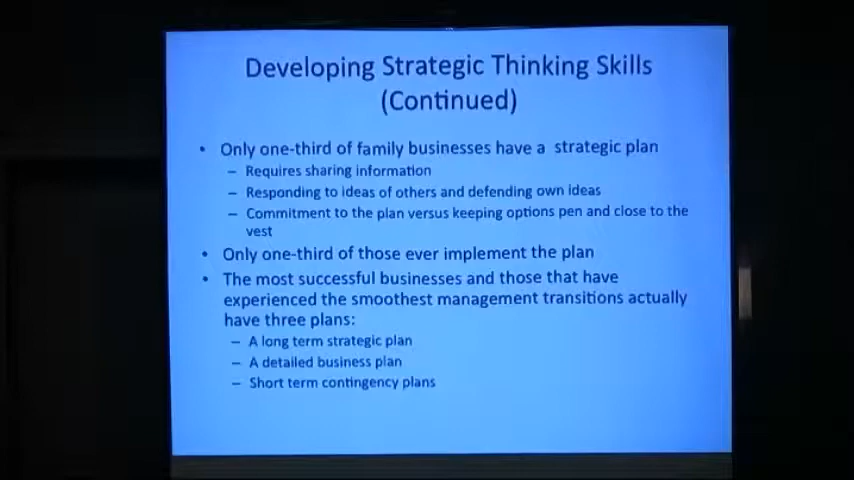 Developing Strategic Thinking Skills
(Continued)
• Only one-third of family businesses have a strategic plan
– Requires sharing information
– Responding to ideas of others and defending own ideas
– Commitment to the plan versus keeping options pen and close to the
vest
• Only one-third of those ever implement the plan
• The most successful businesses and those that have
experienced the smoothest management transitions actually
have three plans:
– A long term strategic plan
– A detailed business plan
– Short term contingency plans